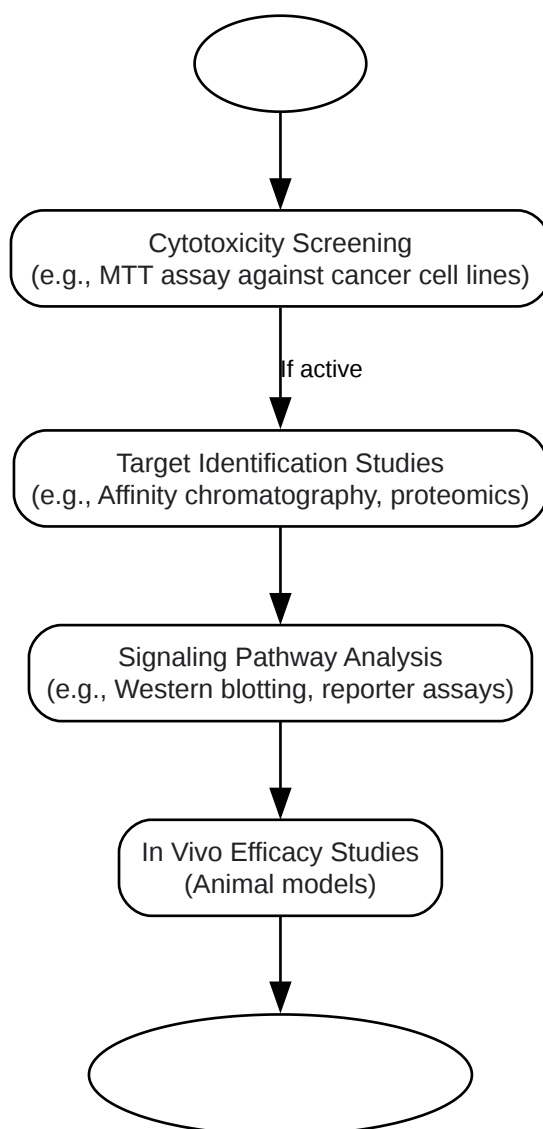 Cytotoxicity Screening
(e.g., MTT assay against cancer cell lines)
If active
Target Identification Studies
(e.g., Affinity chromatography, proteomics)
Signaling Pathway Analysis
(e.g., Western blotting, reporter assays)
In Vivo Efficacy Studies
(Animal models)